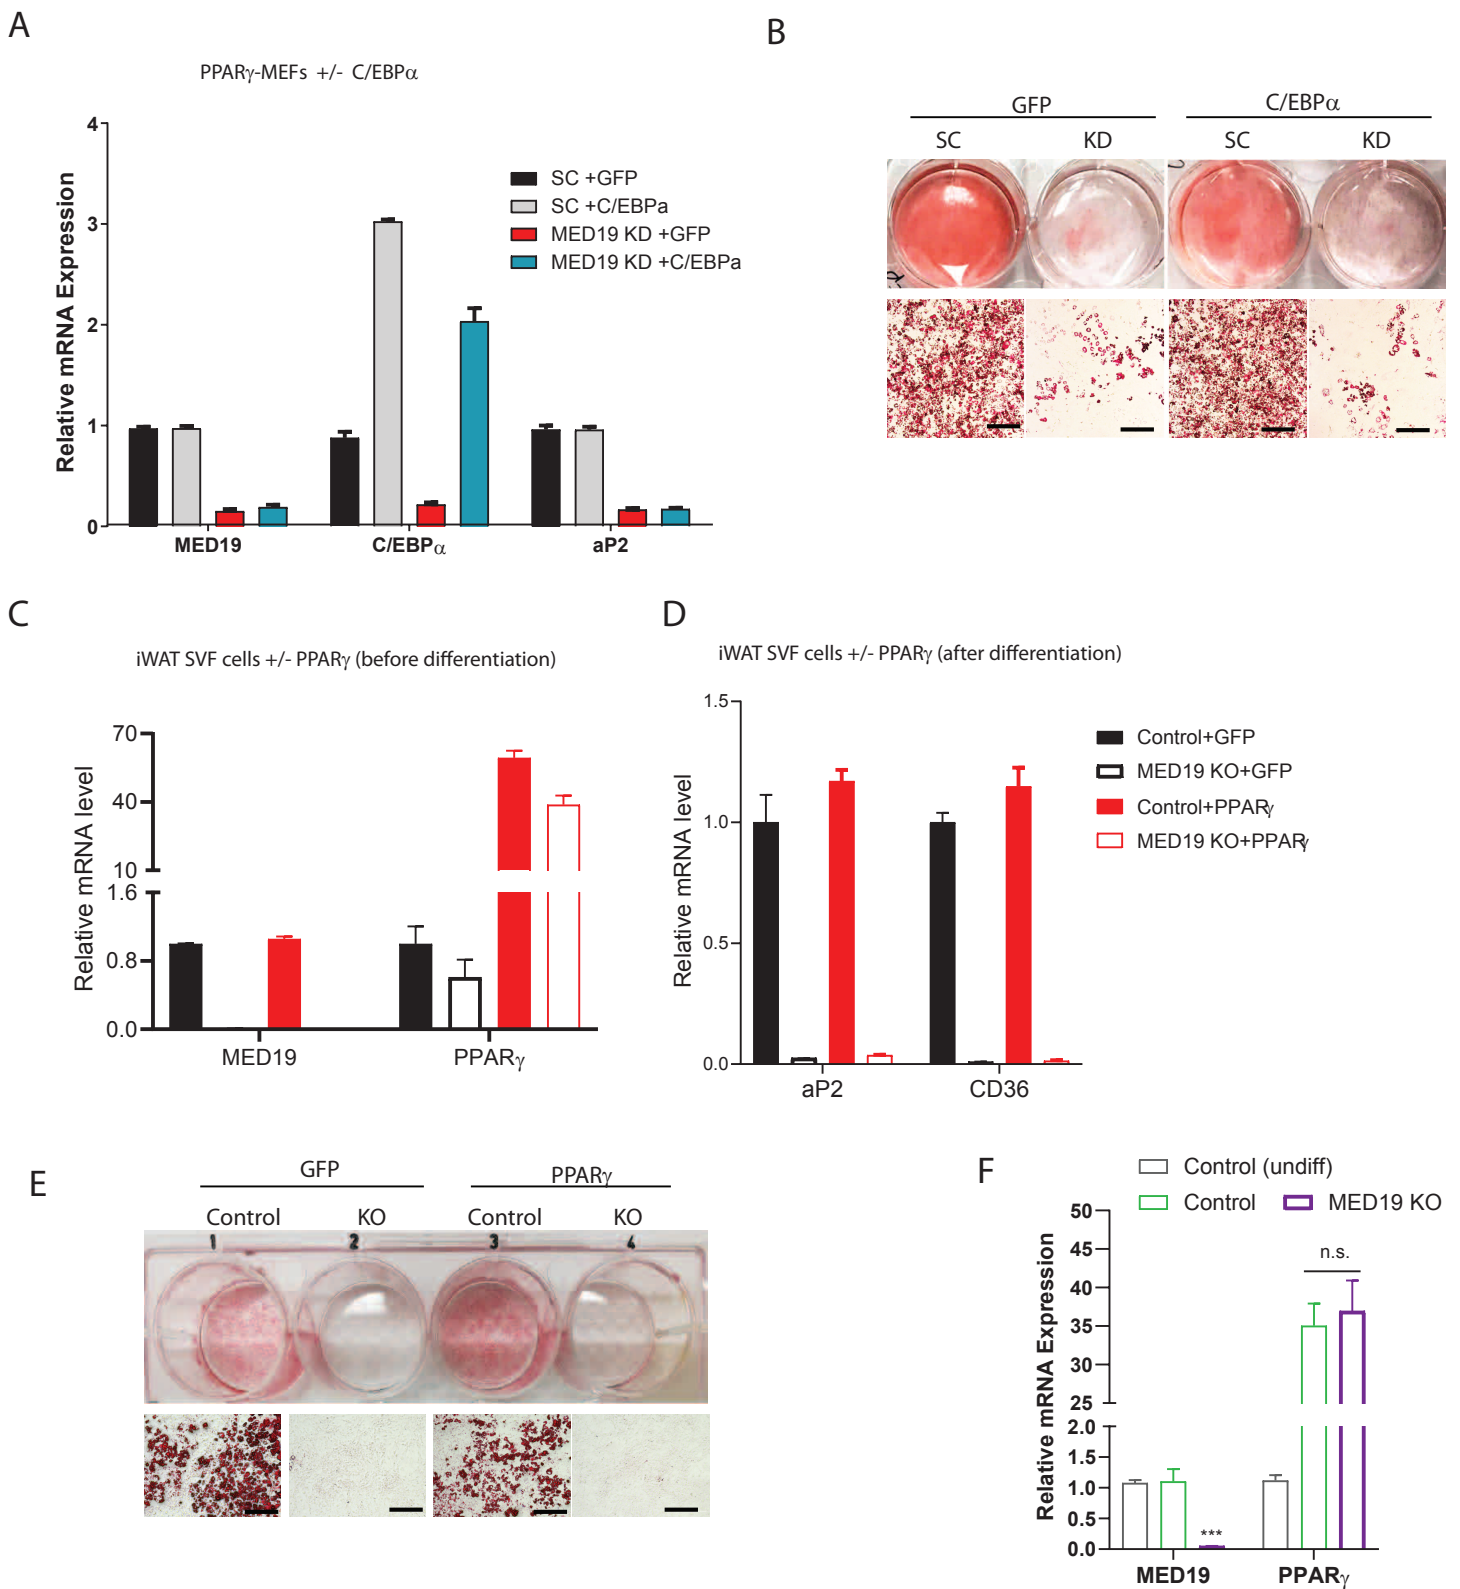 A
PPARγ-MEFs +/- C/EBPα
Relative mRNA Expression
4
3
2
1
0
SC +GFP
SC +C/EBPa
MED19 KD +GFP
MED19 KD +C/EBPa
MED19
C/EBPα
aP2
B
GFP
C/EBPα
SC
KD
SC
KD
C
iWAT SVF cells +/- PPARγ (before differentiation)
Relative mRNA level
70
40
10
1.6
0.8
0.0
MED19
PPARγ
D
iWAT SVF cells +/- PPARγ (after differentiation)
Relative mRNA level
1.5
1.0
0.5
0.0
aP2
CD36
Control+GFP
MED19 KO+GFP
Control+PPARγ
MED19 KO+PPARγ
E
GFP
PPARγ
Control
KO
Control
KO
1
2
3
4
F
Control (undiff)
Control
MED19 KO
Relative mRNA Expression
50
45
40
35
30
25
2.0
1.5
1.0
0.5
0.0
n.s.
***
MED19
PPARγ